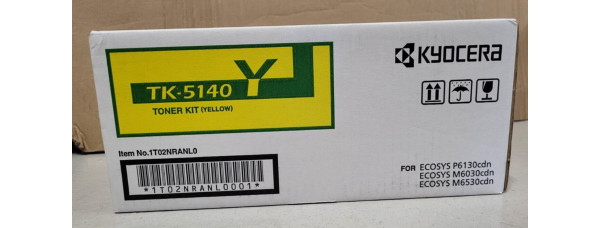 KYOCERA
TK-5140 Y
TONER KIT (YELLOW)
Item No.1T02NRANL0
*1T02NRANL0001*
FOR ECOSYS P6130cdn
ECOSYS M6030cdn
ECOSYS M6530cdn